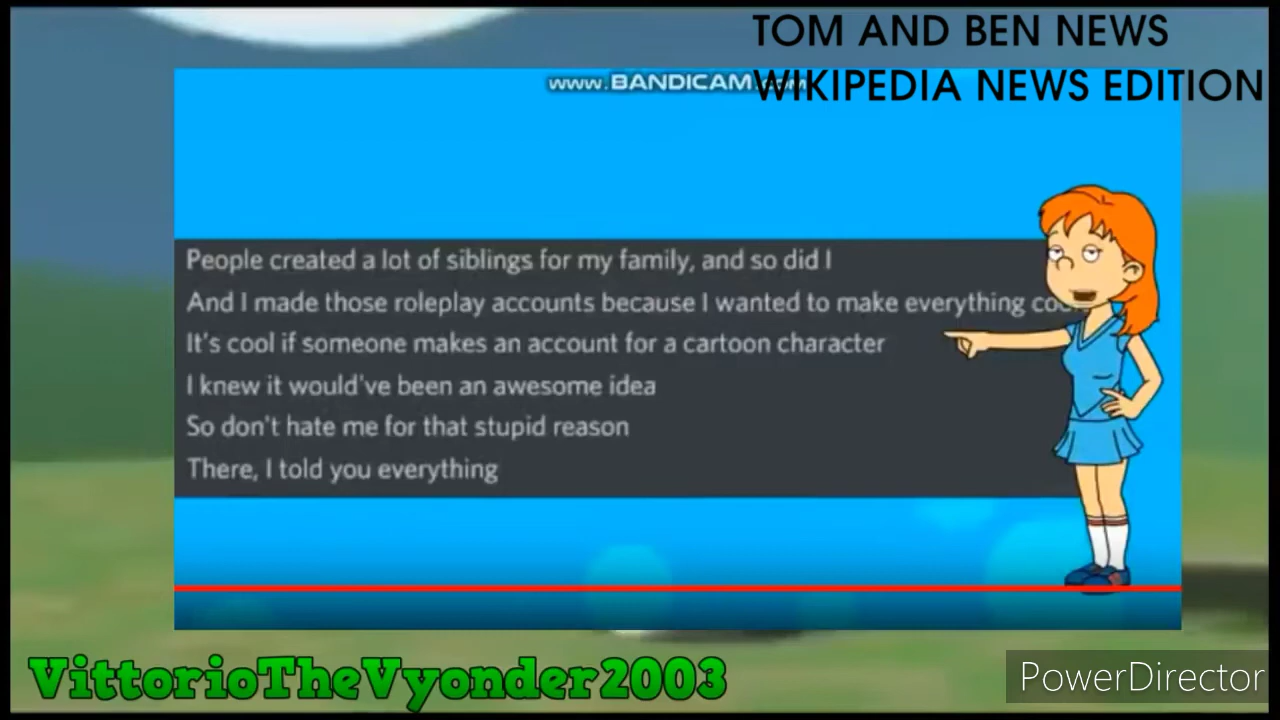 TOM AND BEN NEWS
WIKIPEDIA NEWS EDITION
www.BANDICAM.com
People created a lot of siblings for my family, and so did I
And I made those roleplay accounts because I wanted to make everything
It's cool if someone makes an account for a cartoon character
I knew it would've been an awesome idea
So don't hate me for that stupid reason
There, I told you everything
VittorioTheVyonder2003
PowerDirector